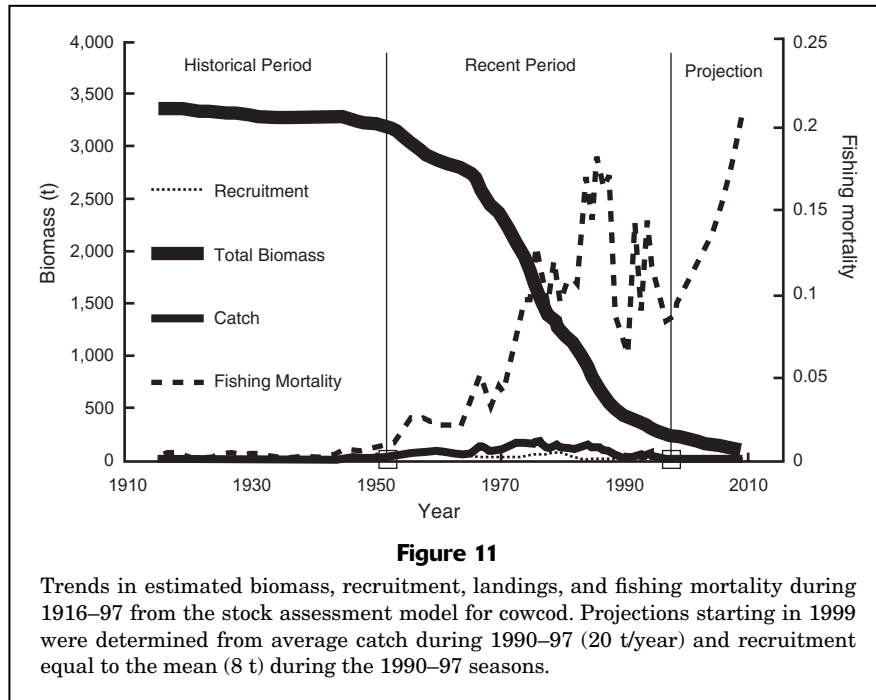 4,000
3,500
3,000
2,500
2,000
1,500
1,000
500
0
Biomass (t)
Historical Period
Recent Period
Projection
Recruitment
Total Biomass
Catch
Fishing Mortality
0.25
0.2
0.15
0.1
0.05
0
Fishing mortality
1910
1930
1950
1970
1990
2010
Year
Figure 11
Trends in estimated biomass, recruitment, landings, and fishing mortality during
1916–97 from the stock assessment model for cowcod. Projections starting in 1999
were determined from average catch during 1990–97 (20 t/year) and recruitment
equal to the mean (8 t) during the 1990–97 seasons.